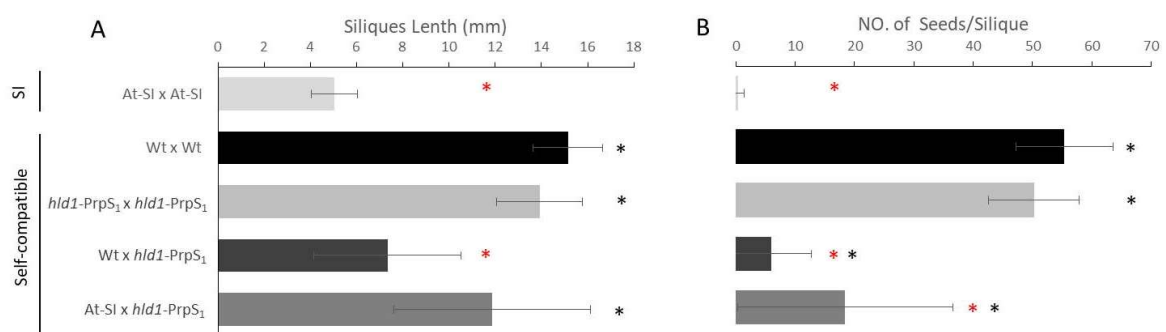 A
Siliques Lenth (mm)
0 2 4 6 8 10 12 14 16 18
SI
At-SI x At-SI
*
Self-compatible
Wt x Wt
*
hld1-PrpS₁ x hld1-PrpS₁
*
Wt x hld1-PrpS₁
*
At-SI x hld1-PrpS₁
*
B
NO. of Seeds/Silique
0 10 20 30 40 50 60 70
*
*
*
* *
* *